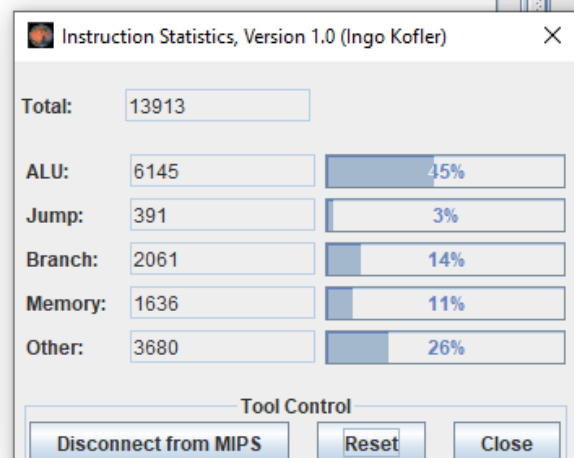 Instruction Statistics, Version 1.0 (Ingo Kofler)
Total: 13913
ALU: 6145 45%
Jump: 391 3%
Branch: 2061 14%
Memory: 1636 11%
Other: 3680 26%
Tool Control
Disconnect from MIPS Reset Close